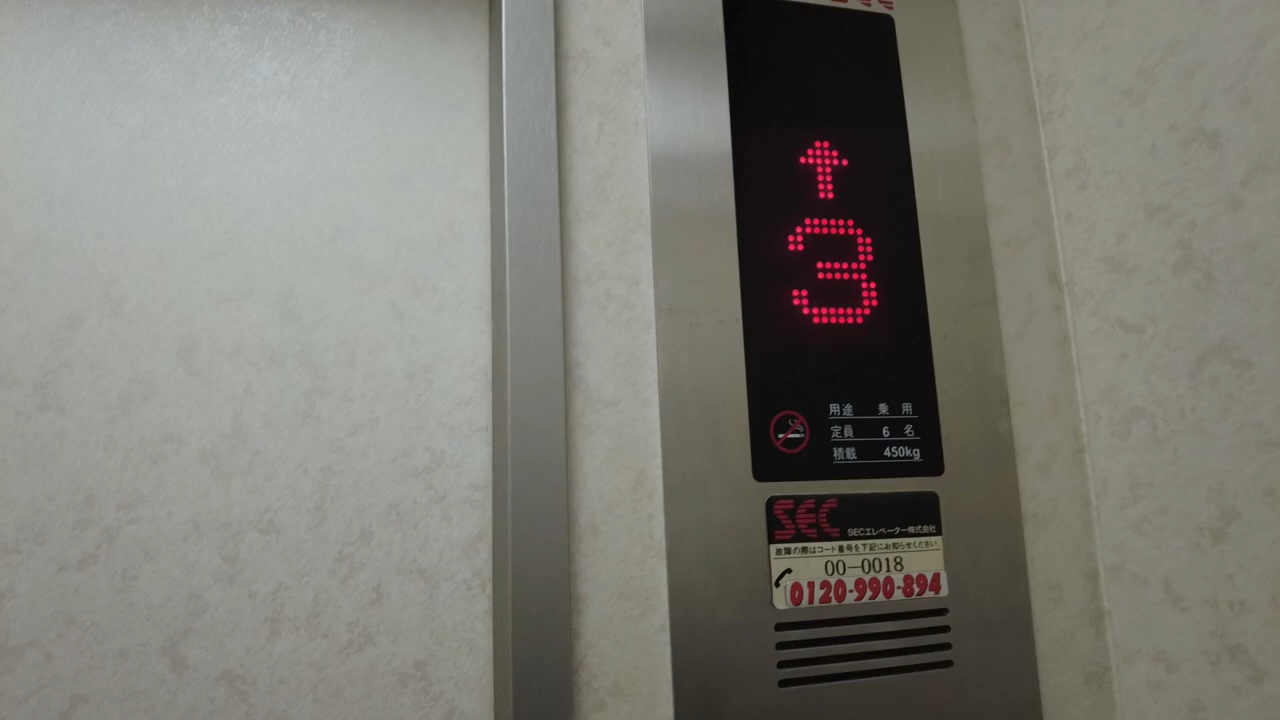 3
用途 乗用
定員 6名
積載 450kg
SEC
SECエレベーター株式会社
故障の際はコード番号を下記にお知らせください
00-0018
0120-990-894